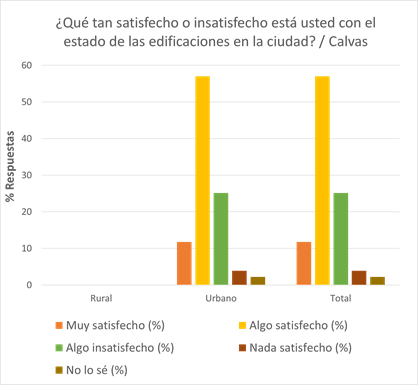 ¿Qué tan satisfecho o insatisfecho está usted con el
estado de las edificaciones en la ciudad? / Calvas
60
50
40
30
20
10
0
% Respuestas
Rural Urbano Total
Muy satisfecho (%) Algo satisfecho (%)
Algo insatisfecho (%) Nada satisfecho (%)
No lo sé (%)